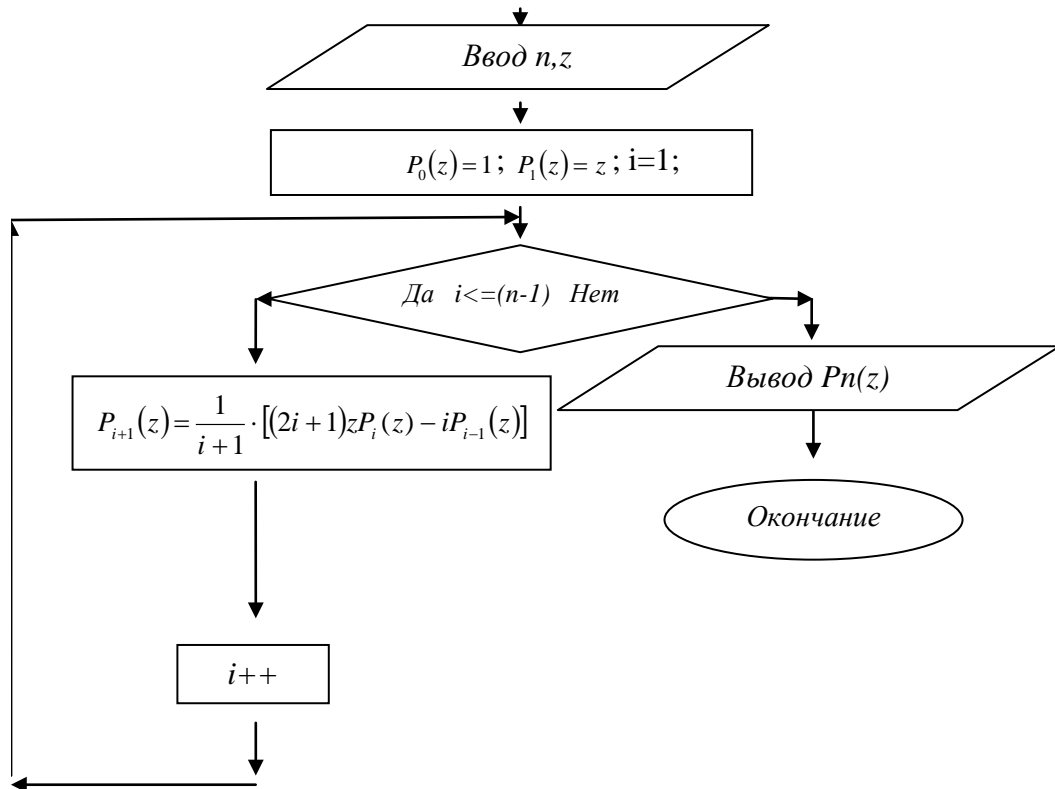 Ввод n,z
P₀(z)=1; P₁(z)=z; i=1;
Да i<=(n-1) Нет
Вывод Pn(z)
Pᵢ₊₁(z)=1/(i+1)·[(2i+1)zPᵢ(z)−iPᵢ₋₁(z)]
Окончание
i++